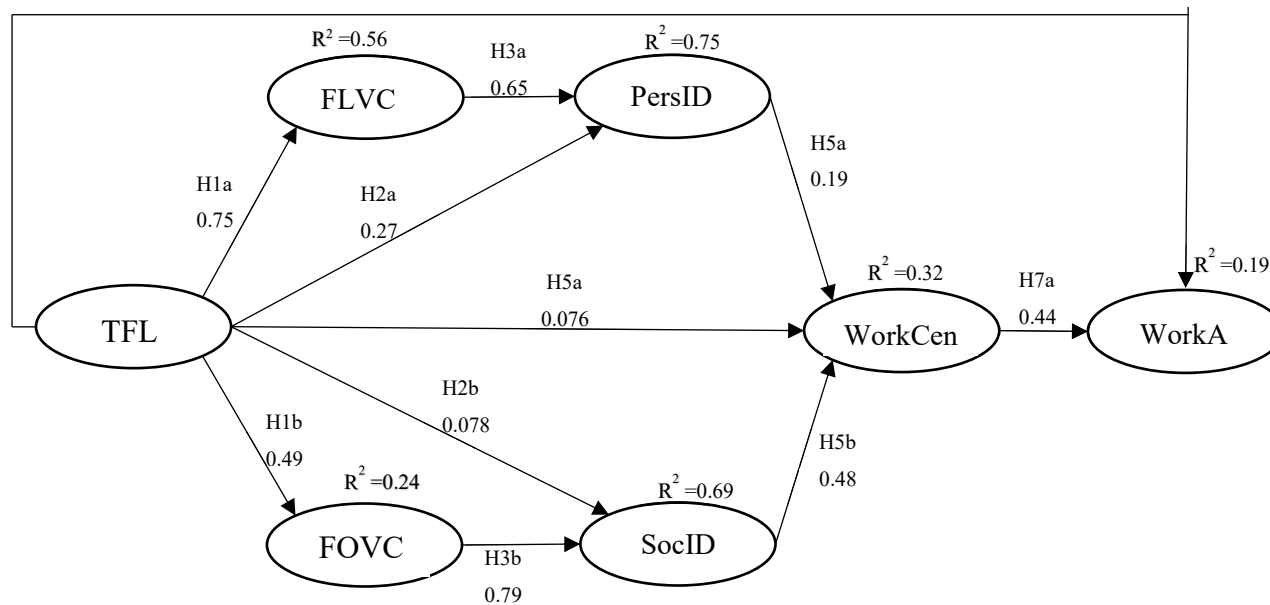 R² =0.56
R² =0.75
H3a
0.65
FLVC
PersID
H1a
0.75
H2a
0.27
H5a
0.19
R² =0.19
R² =0.32
H5a
0.076
H7a
0.44
TFL
WorkCen
WorkA
H2b
0.078
H1b
0.49
H5b
0.48
R² =0.24
R² =0.69
FOVC
SocID
H3b
0.79